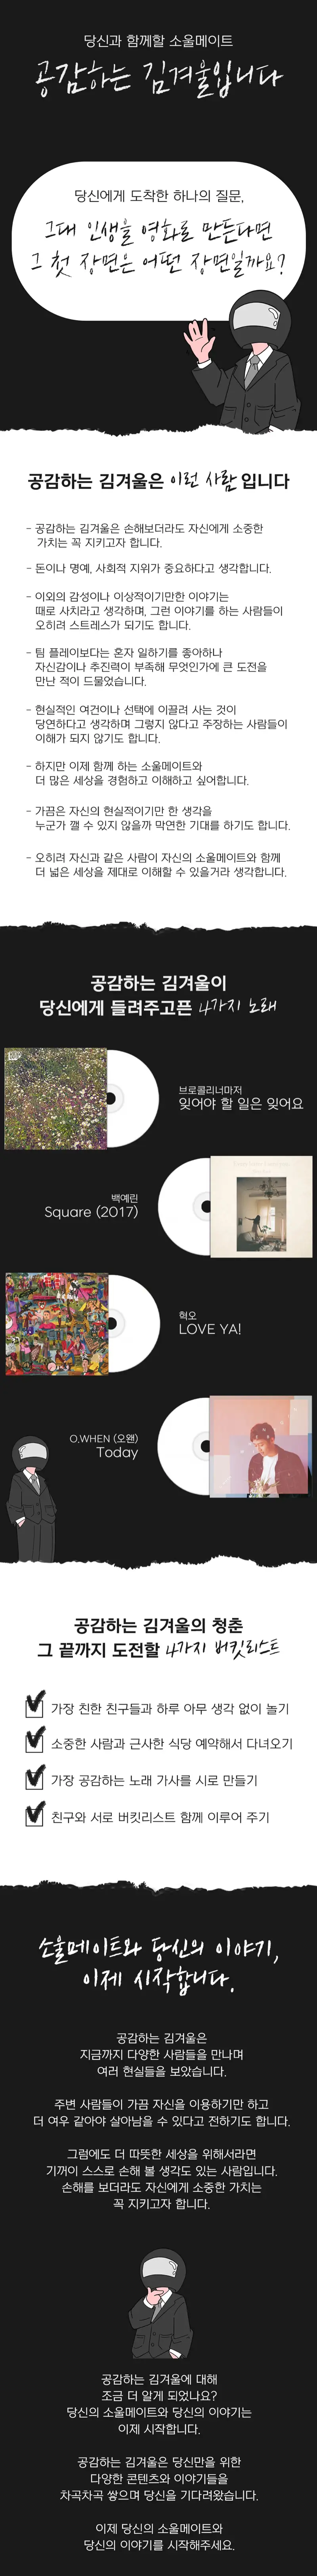 당신과 함께할 소울메이트
공감하는 김겨울입니다
당신에게 도착한 하나의 질문,
그대 인생을 영화로 만든다면
그 첫 장면은 어떤 장면일까요?
공감하는 김겨울은 이런 사람 입니다
- 공감하는 김겨울은 손해보더라도 자신에게 소중한
가치는 꼭 지키고자 합니다.
- 돈이나 명예, 사회적 지위가 중요하다고 생각합니다.
- 이외의 감성이나 이상적이기만한 이야기는
때로 사치라고 생각하며, 그런 이야기를 하는 사람들이
오히려 스트레스가 되기도 합니다.
- 팀 플레이보다는 혼자 일하기를 좋아하나
자신감이나 추진력이 부족해 무엇인가에 큰 도전을
만난 적이 드물었습니다.
- 현실적인 여건이나 선택에 이끌려 사는 것이
당연하다고 생각하며 그렇지 않다고 주장하는 사람들이
이해가 되지 않기도 합니다.
- 하지만 이제 함께 하는 소울메이트와
더 많은 세상을 경험하고 이해하고 싶어합니다.
- 가끔은 자신의 현실적이기만 한 생각을
누군가 깰 수 있지 않을까 막연한 기대를 하기도 합니다.
- 오히려 자신과 같은 사람이 자신의 소울메이트와 함께
더 넓은 세상을 제대로 이해할 수 있을거라 생각합니다.
공감하는 김겨울이
당신에게 들려주고픈 4가지 노래
브로콜리너마저
잊어야 할 일은 잊어요
백예린
Square (2017)
혁오
LOVE YA!
O.WHEN (오왠)
Today
공감하는 김겨울의 청춘
그 끝까지 도전할 4가지 버킷리스트
가장 친한 친구들과 하루 아무 생각 없이 놀기
소중한 사람과 근사한 식당 예약해서 다녀오기
가장 공감하는 노래 가사를 시로 만들기
친구와 서로 버킷리스트 함께 이루어 주기
소울메이트와 당신의 이야기,
이제 시작합니다.
공감하는 김겨울은
지금까지 다양한 사람들을 만나며
여러 현실들을 보았습니다.
주변 사람들이 가끔 자신을 이용하기만 하고
더 여우 같아야 살아남을 수 있다고 전하기도 합니다.
그럼에도 더 따뜻한 세상을 위해서라면
기꺼이 스스로 손해 볼 생각도 있는 사람입니다.
손해를 보더라도 자신에게 소중한 가치는
꼭 지키고자 합니다.
공감하는 김겨울에 대해
조금 더 알게 되었나요?
당신의 소울메이트와 당신의 이야기는
이제 시작합니다.
공감하는 김겨울은 당신만을 위한
다양한 콘텐츠와 이야기들을
차곡차곡 쌓으며 당신을 기다려왔습니다.
이제 당신의 소울메이트와
당신의 이야기를 시작해주세요.